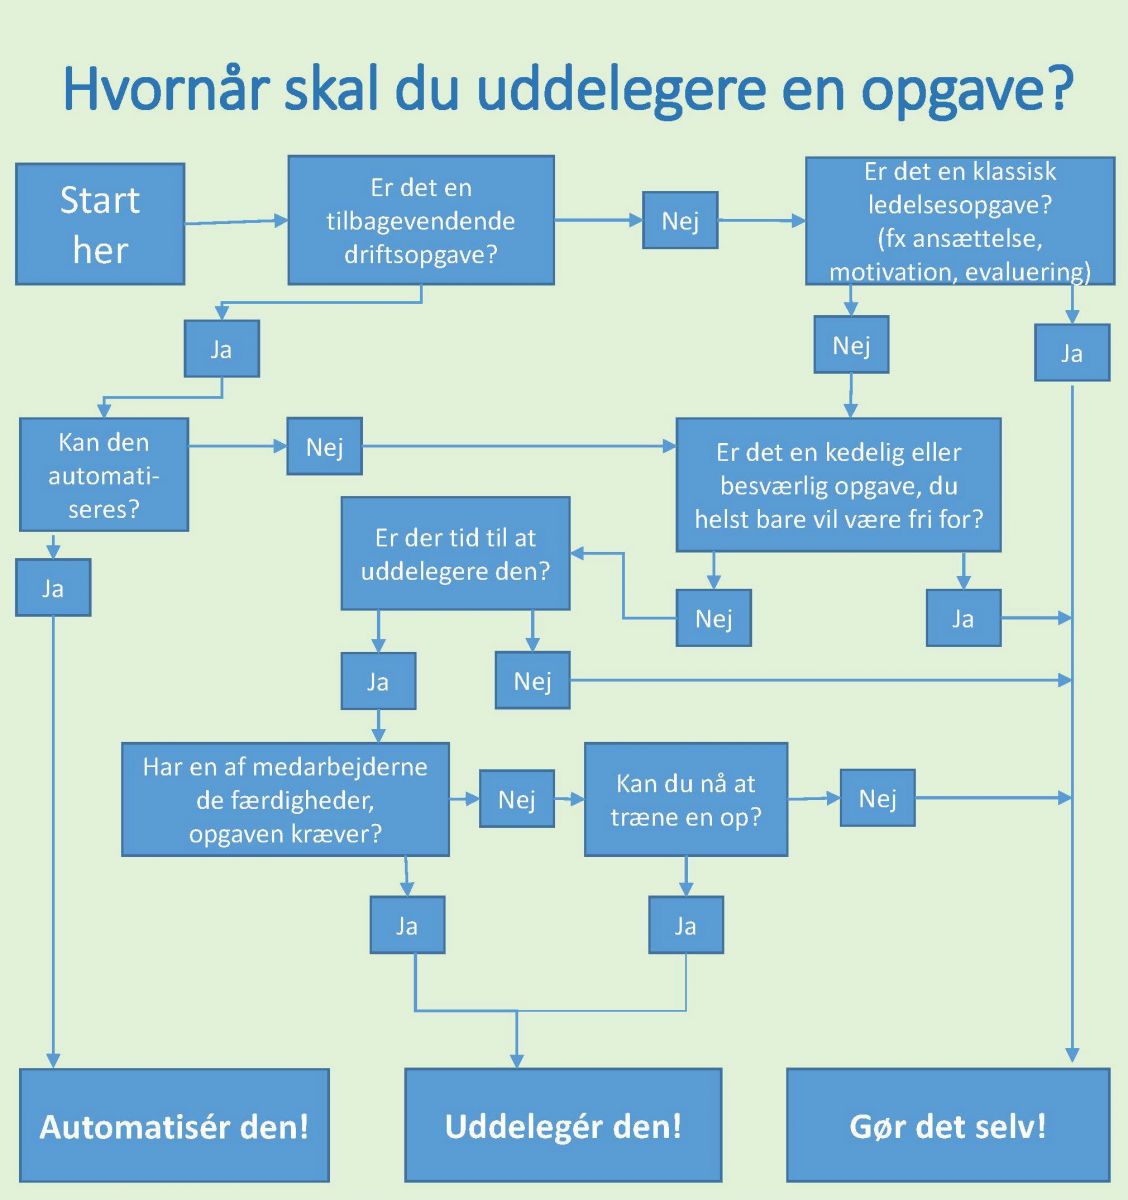 Hvornår skal du uddelegere en opgave?
Start
her
Er det en
tilbagevendende
driftsopgave?
Nej
Er det en klassisk
ledelsesopgave?
(fx ansættelse,
motivation, evaluering)
Ja
Nej
Ja
Kan den
automati-
seres?
Nej
Er det en kedelig eller
besværlig opgave, du
helst bare vil være fri for?
Er der tid til at
uddelegere den?
Ja
Nej
Ja
Ja
Nej
Har en af medarbejderne
de færdigheder,
opgaven kræver?
Nej
Kan du nå at
træne en op?
Nej
Ja
Ja
Automatisér den!
Uddelegér den!
Gør det selv!